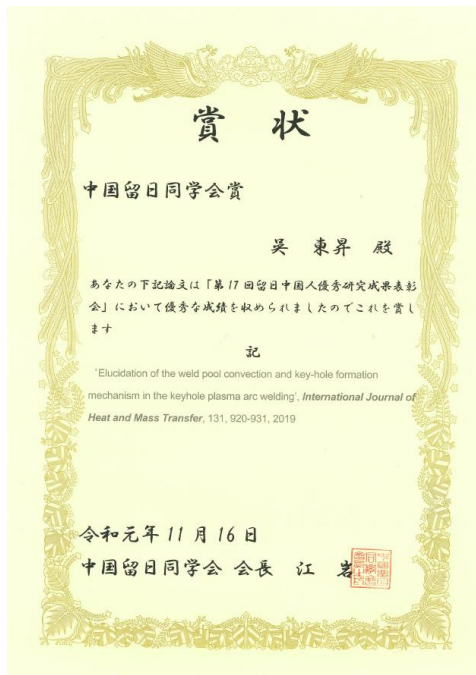 賞 状
中国留日同学会賞
吴 東昇 殿
あなたの下記論文は「第17回留日中国人優秀研究成果表彰
会」において優秀な成績を収められましたのでこれを賞し
ます
記
'Elucidation of the weld pool convection and key-hole formation
mechanism in the keyhole plasma arc welding', International Journal of
Heat and Mass Transfer, 131, 920-931, 2019
令和元年11月16日
中国留日同学会 会長 江 岩